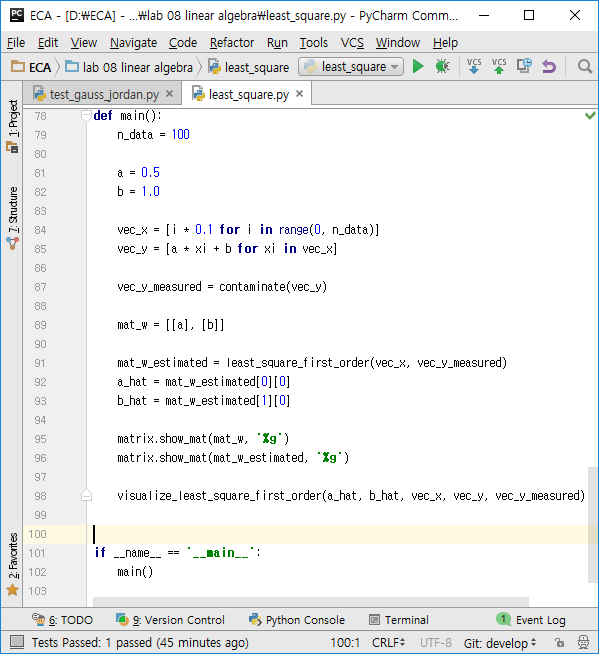 PC ECA - [D:₩ECA] - ...₩lab 08 linear algebra₩least_square.py - PyCharm Comm...
File Edit View Navigate Code Refactor Run Tools VCS Window Help
ECA lab 08 linear algebra least_square least_square VCS VCS
test_gauss_jordan.py least_square.py
1: Project
7: Structure
2: Favorites
78 def main():
79     n_data = 100
80
81     a = 0.5
82     b = 1.0
83
84     vec_x = [i * 0.1 for i in range(0, n_data)]
85     vec_y = [a * xi + b for xi in vec_x]
86
87     vec_y_measured = contaminate(vec_y)
88
89     mat_w = [[a], [b]]
90
91     mat_w_estimated = least_square_first_order(vec_x, vec_y_measured)
92     a_hat = mat_w_estimated[0][0]
93     b_hat = mat_w_estimated[1][0]
94
95     matrix.show_mat(mat_w, '%g')
96     matrix.show_mat(mat_w_estimated, '%g')
97
98     visualize_least_square_first_order(a_hat, b_hat, vec_x, vec_y, vec_y_measured)
99
100
101 if __name__ == '__main__':
102     main()
103
6: TODO 9: Version Control Python Console Terminal 1 Event Log
Tests Passed: 1 passed (45 minutes ago) 100:1 CRLF UTF-8 Git: develop